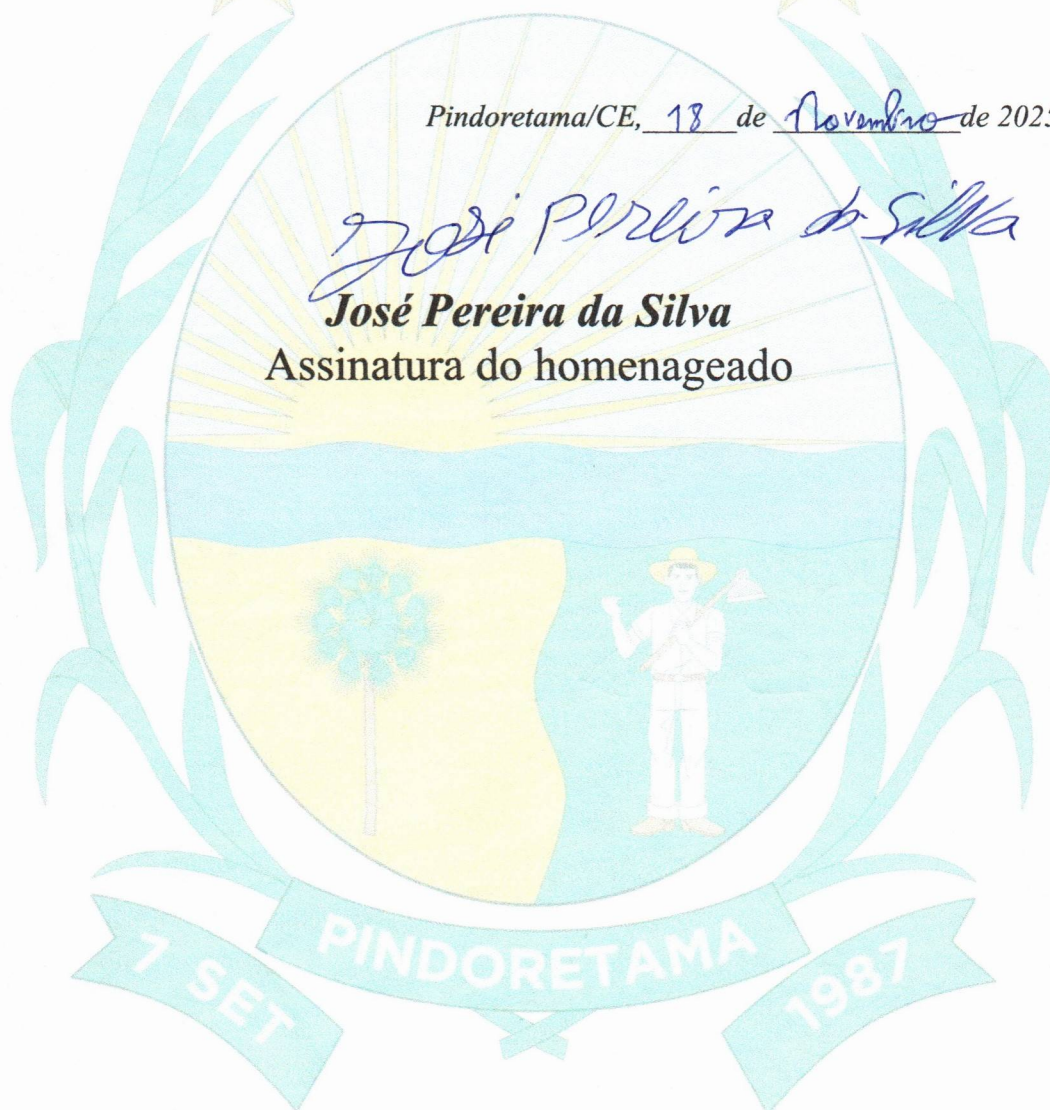 Pindoretama/CE, 18 de Novembro de 2025
José Pereira da Silva
José Pereira da Silva
Assinatura do homenageado
PINDORETAMA
7 SET
1987